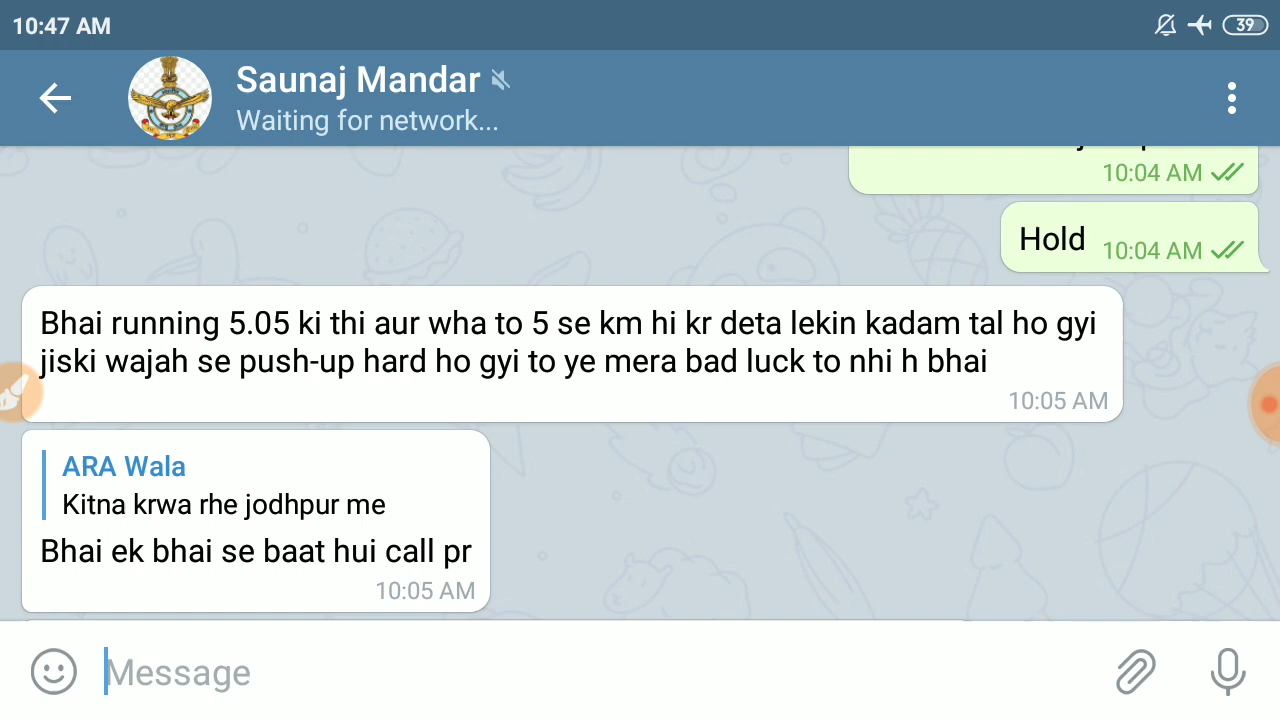 10:47 AM
39
Saunaj Mandar
Waiting for network...
10:04 AM
Hold
10:04 AM
Bhai running 5.05 ki thi aur wha to 5 se km hi kr deta lekin kadam tal ho gyi
jiski wajah se push-up hard ho gyi to ye mera bad luck to nhi h bhai
10:05 AM
ARA Wala
Kitna krwa rhe jodhpur me
Bhai ek bhai se baat hui call pr
10:05 AM
Message